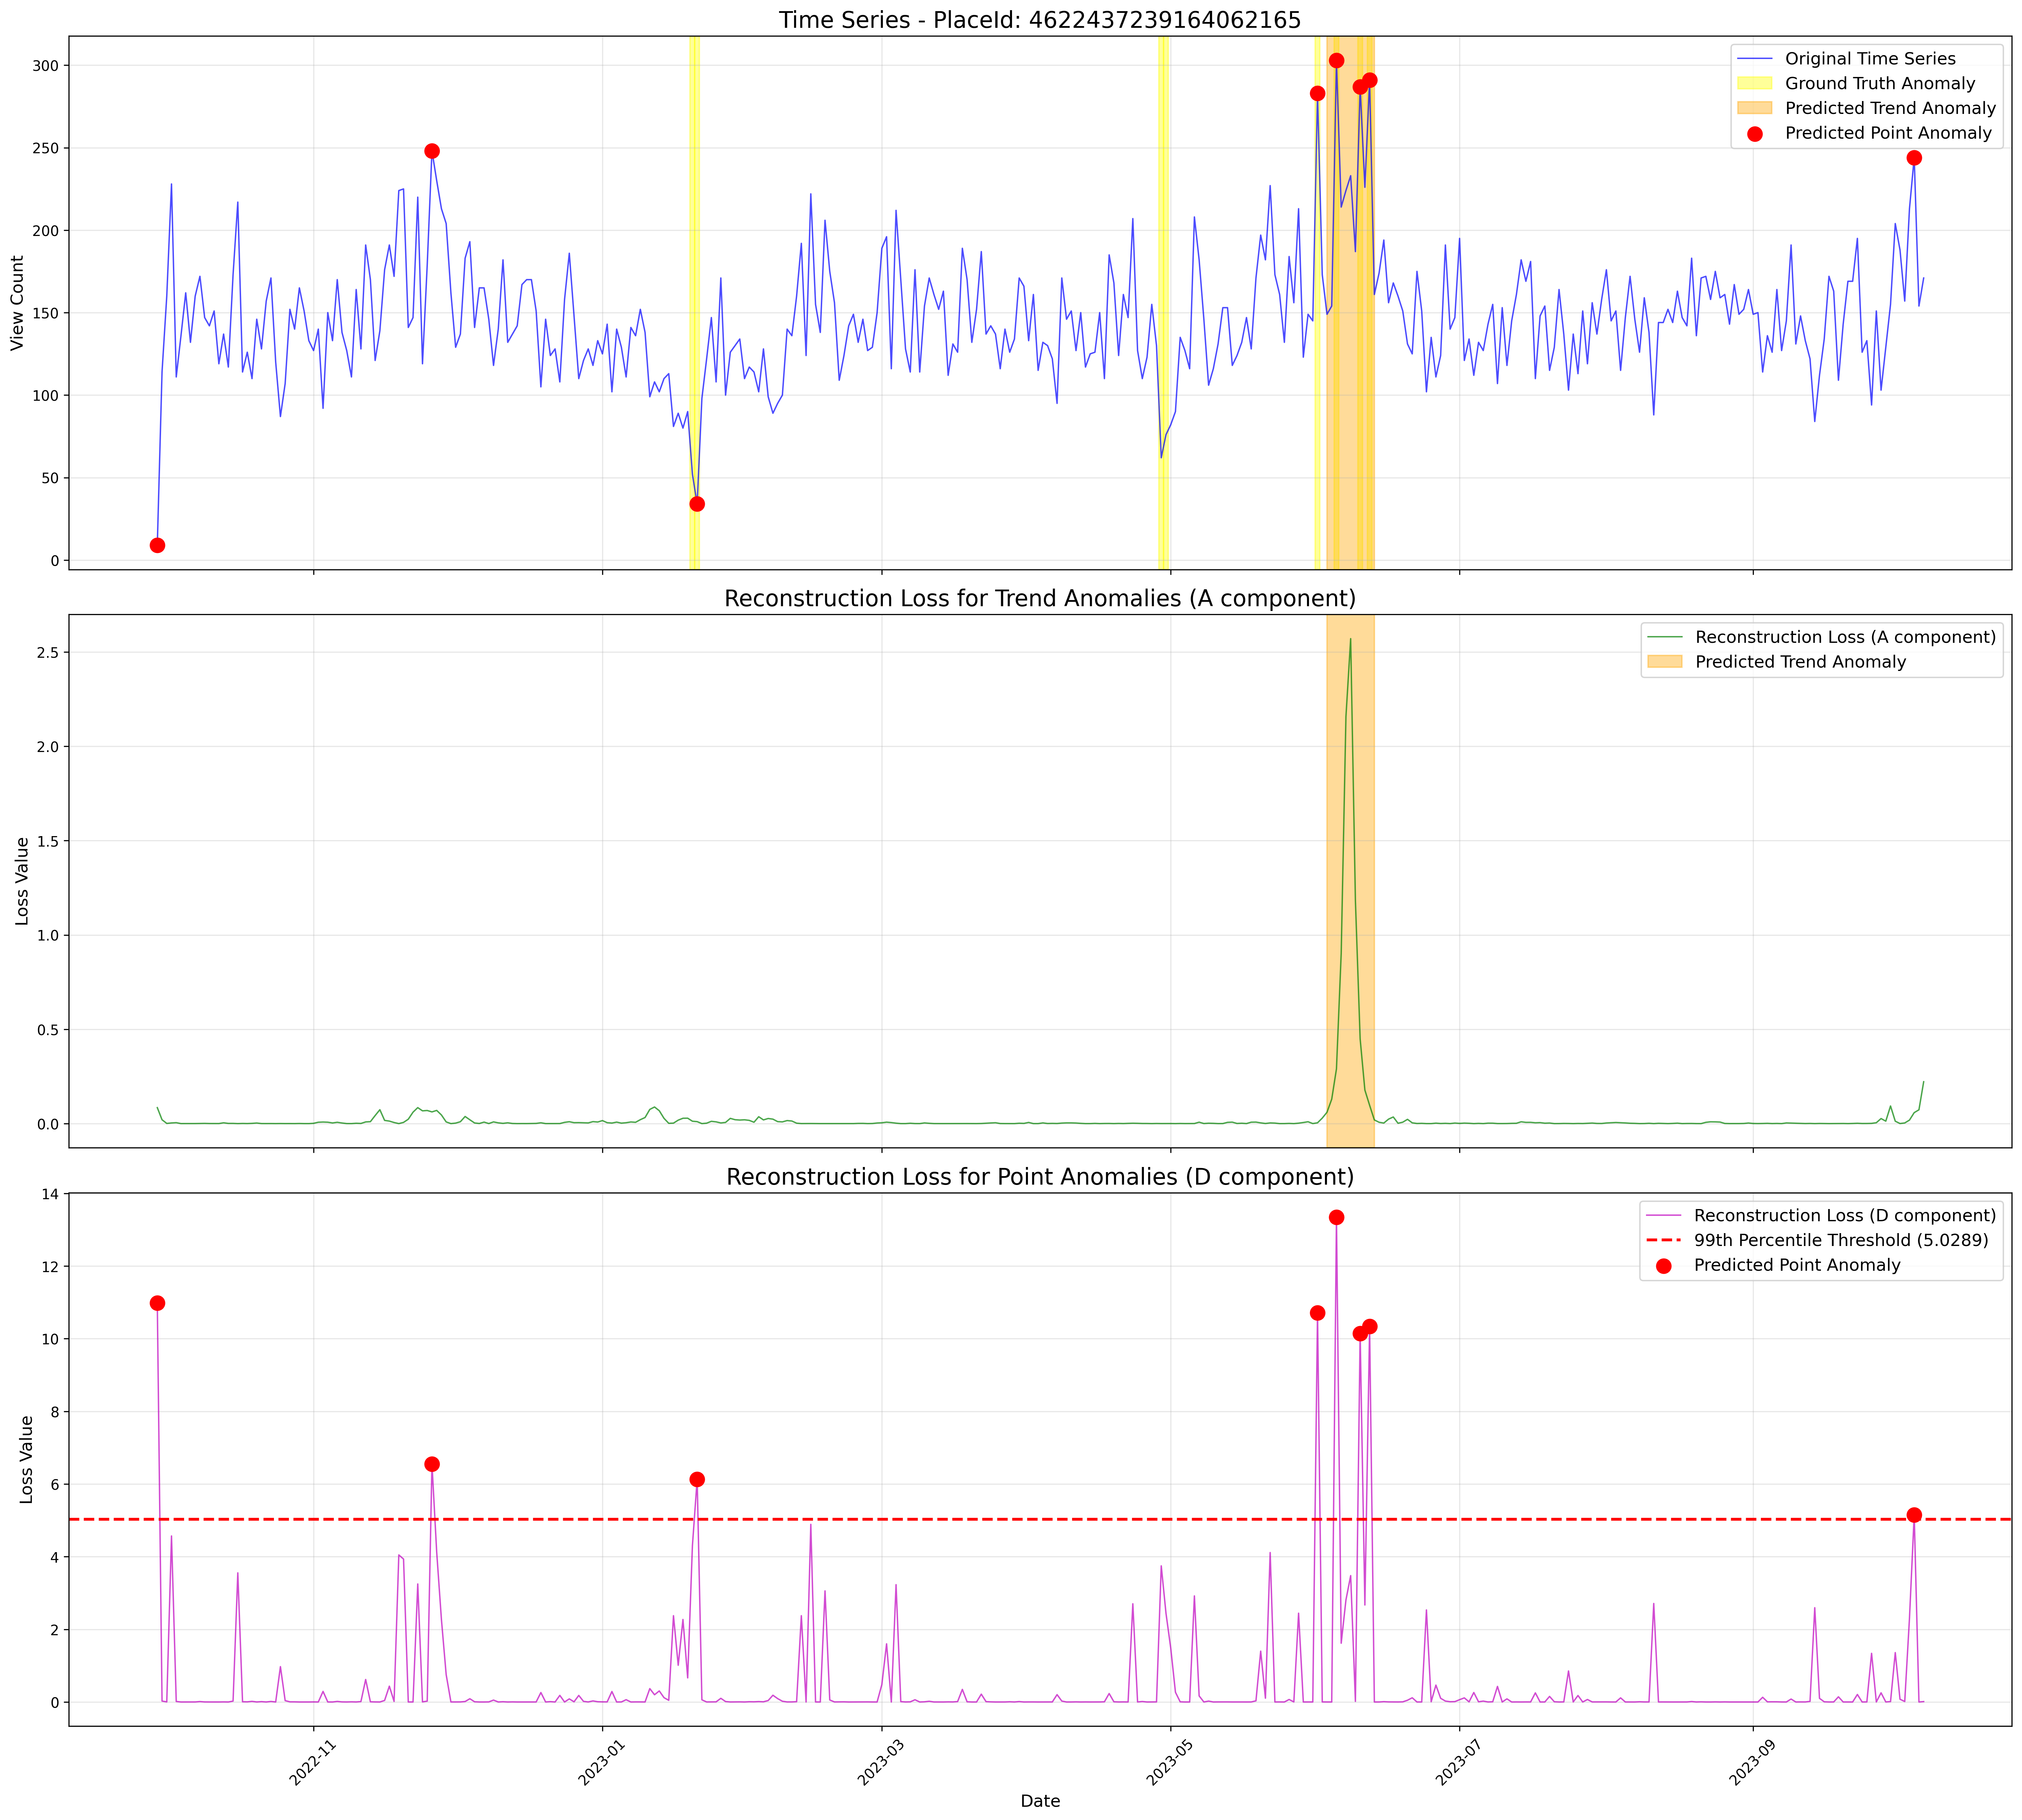 Time Series - PlaceId: 4622437239164062165
300
250
200
150
100
50
0
View Count
Original Time Series
Ground Truth Anomaly
Predicted Trend Anomaly
Predicted Point Anomaly
Reconstruction Loss for Trend Anomalies (A component)
2.5
2.0
1.5
1.0
0.5
0.0
Loss Value
Reconstruction Loss (A component)
Predicted Trend Anomaly
Reconstruction Loss for Point Anomalies (D component)
14
12
10
8
6
4
2
0
Loss Value
Reconstruction Loss (D component)
99th Percentile Threshold (5.0289)
Predicted Point Anomaly
2022-11
2023-01
2023-03
2023-05
2023-07
2023-09
Date